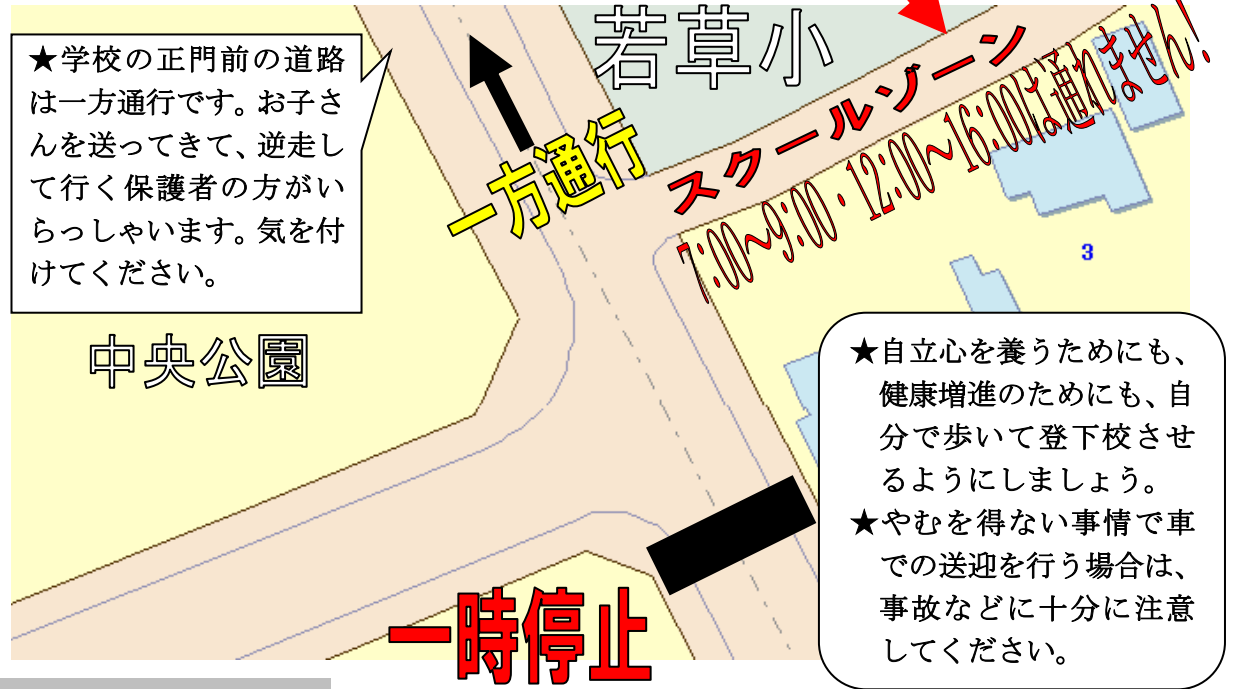 若草小
★学校の正門前の道路
は一方通行です。お子さ
んを送ってきて、逆走し
て行く保護者の方がい
らっしゃいます。気を付
けてください。
一方通行
スクールゾーン
7:00～9:00・12:00～16:00は通れません!
3
中央公園
★自立心を養うためにも、
健康増進のためにも、自
分で歩いて登下校させ
るようにしましょう。
★やむを得ない事情で車
での送迎を行う場合は、
事故などに十分に注意
してください。
一時停止